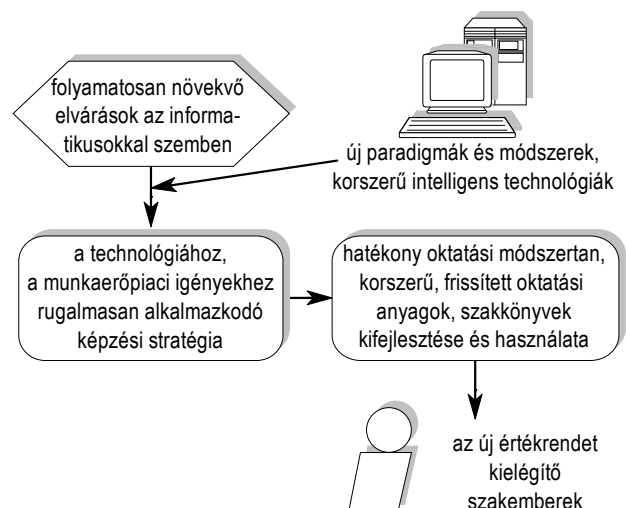 folyamatosan növekvő
elvárások az informa-
tikusokkal szemben
új paradigmák és módszerek,
korszerű intelligens technológiák
a technológiához,
a munkaerőpiaci igényekhez
rugalmasan alkalmazkodó
képzési stratégia
hatékony oktatási módszertan,
korszerű, frissített oktatási
anyagok, szakkönyvek
kifejlesztése és használata
az új értékrendet
kielégítő
szakemberek